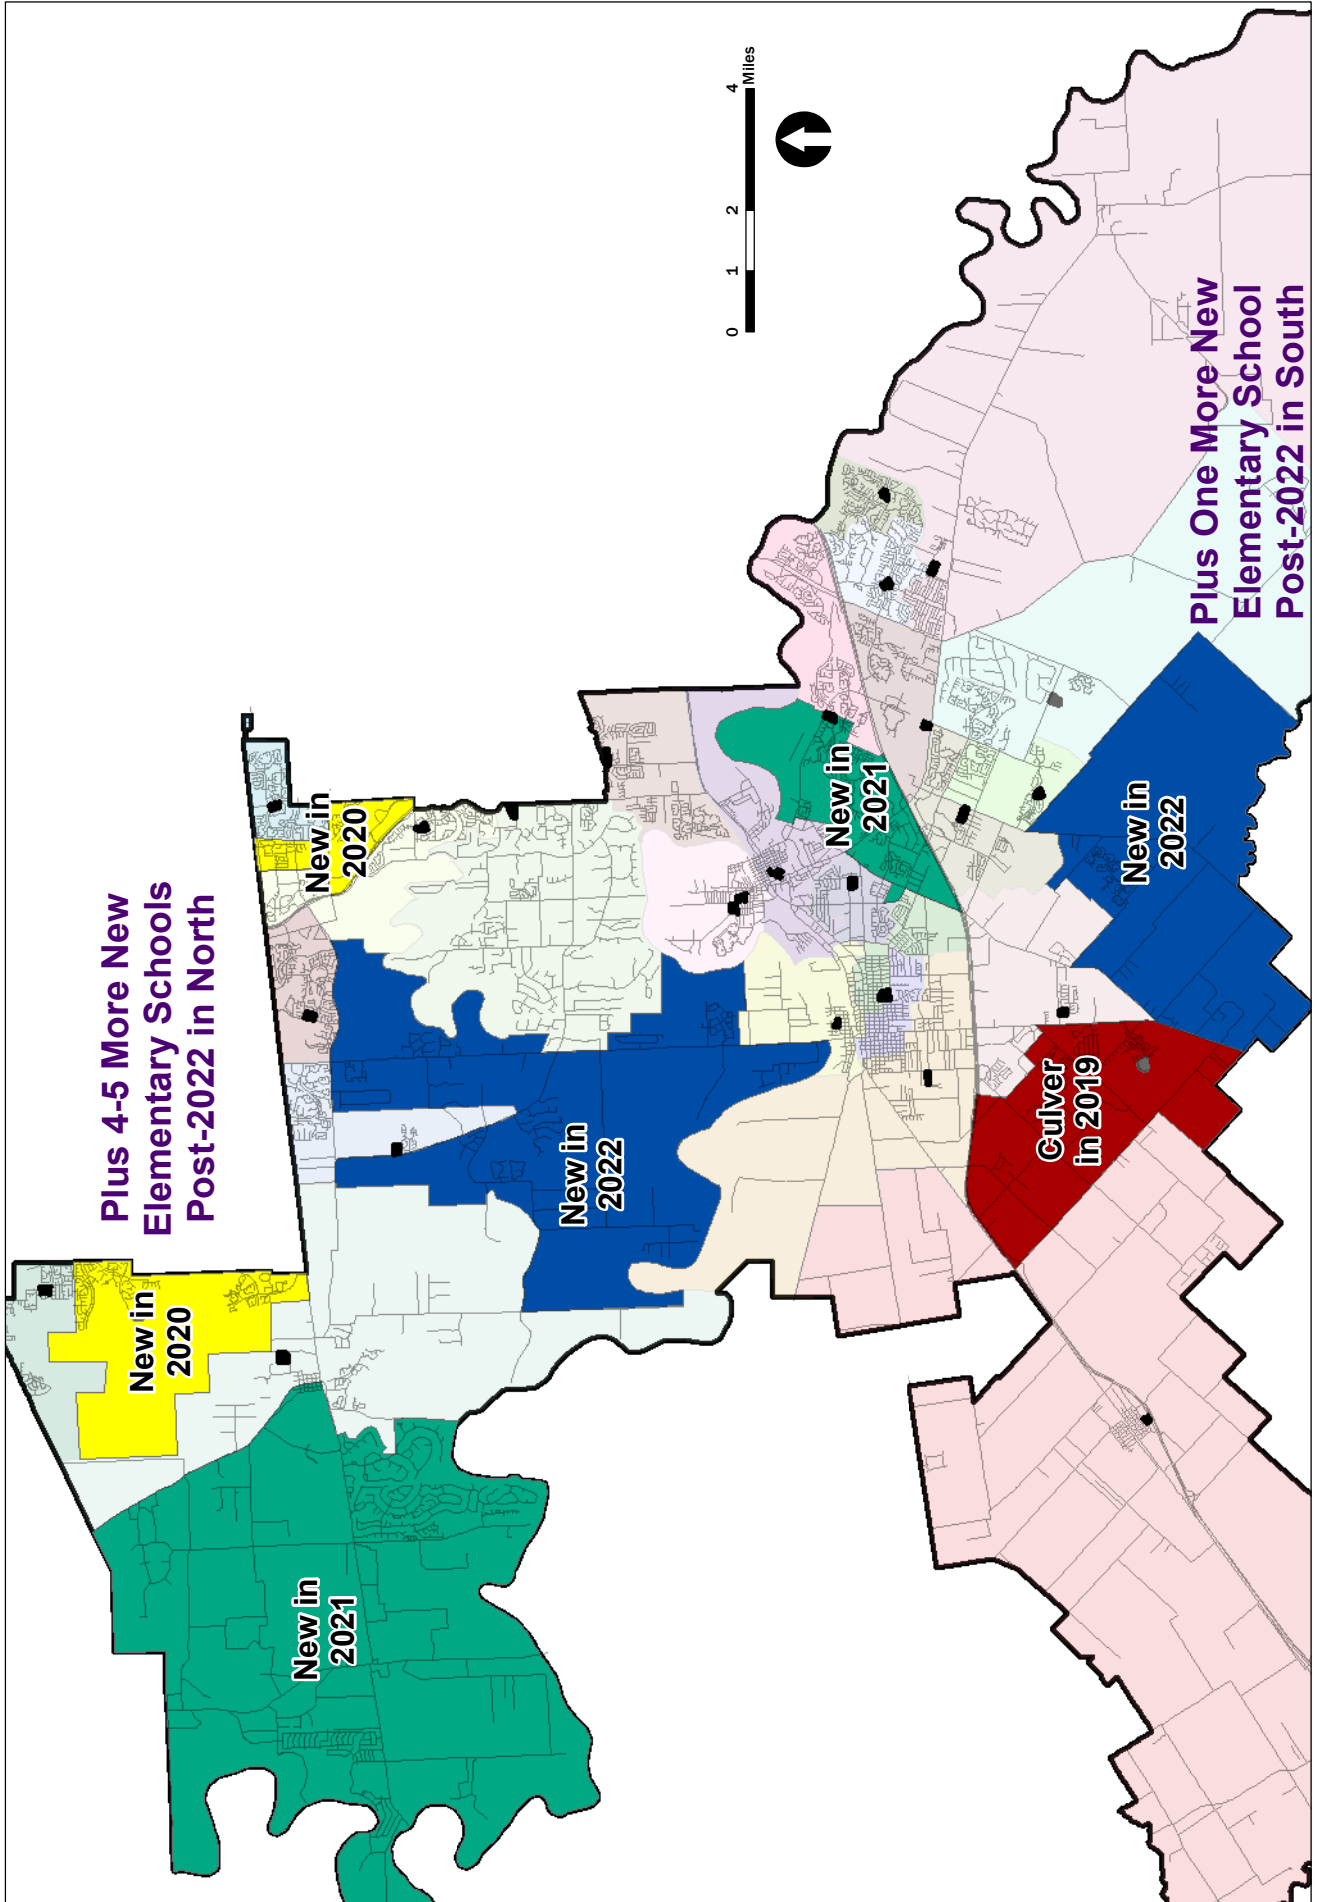 Plus 4-5 More New
Elementary Schools
Post-2022 in North
New in
2020
New in
2020
New in
2021
New in
2022
New in
2021
Culver
in 2019
New in
2022
Plus One More New
Elementary School
Post-2022 in South
0 1 2 4
Miles